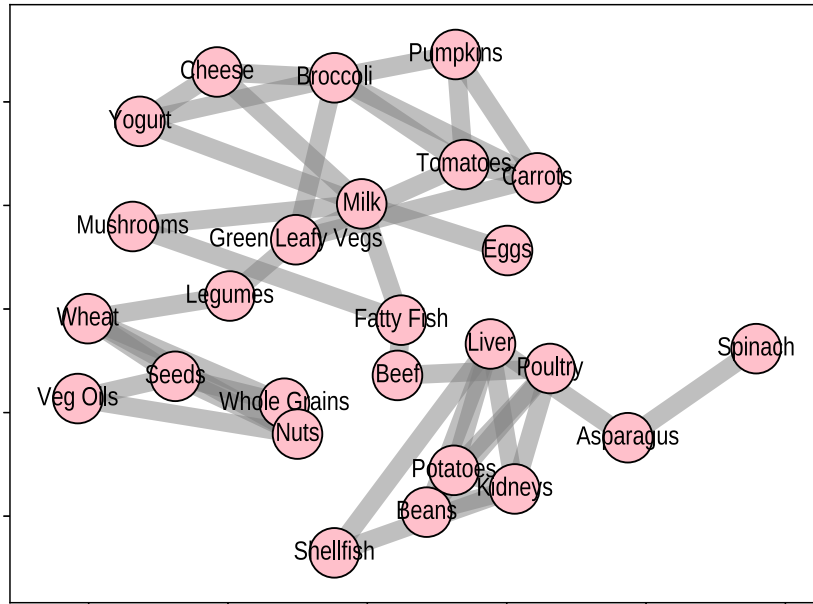 Pumpkins
Cheese
Broccoli
Yogurt
Tomatoes
Carrots
Milk
Mushrooms
Green Leafy Vegs
Eggs
Legumes
Wheat
Fatty Fish
Liver
Spinach
Poultry
Seeds
Beef
Veg Oils
Whole Grains
Nuts
Asparagus
Potatoes
Kidneys
Beans
Shellfish